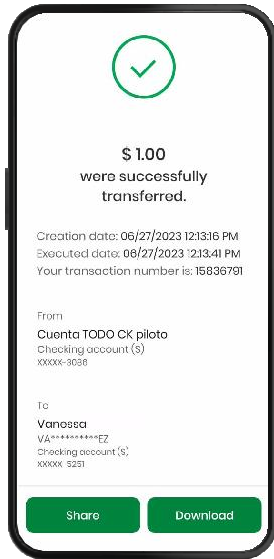 $ 1.00
were successfully
transferred.
Creation date: 06/27/2023 12:13:16 PM
Executed date: 06/27/2023 12:13:41 PM
Your transaction number is: 15836791
From
Cuenta TODO CK piloto
Checking account ($)
XXXXX-3086
To
Vanessa
VA**********EZ
Checking account ($)
XXXXX 5251
Share
Download